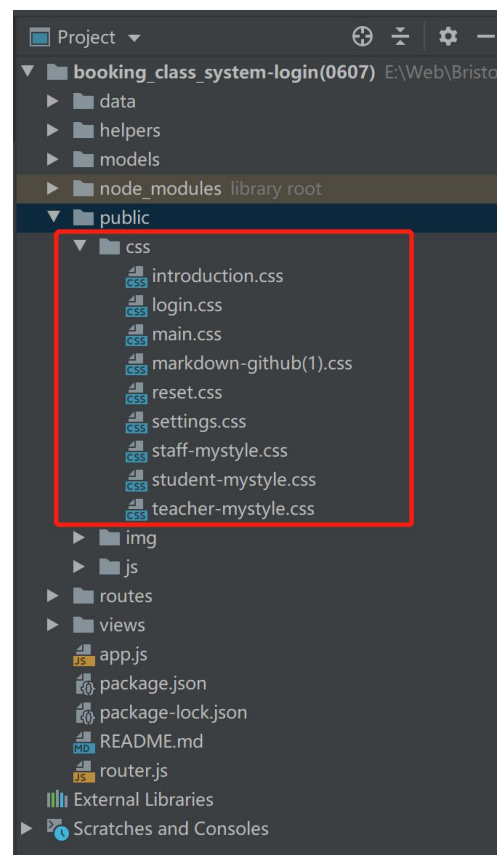 Project
booking_class_system-login(0607) E:\Web\Bristo
data
helpers
models
node_modules library root
public
css
introduction.css
login.css
main.css
markdown-github(1).css
reset.css
settings.css
staff-mystyle.css
student-mystyle.css
teacher-mystyle.css
img
js
routes
views
app.js
package.json
package-lock.json
README.md
router.js
External Libraries
Scratches and Consoles